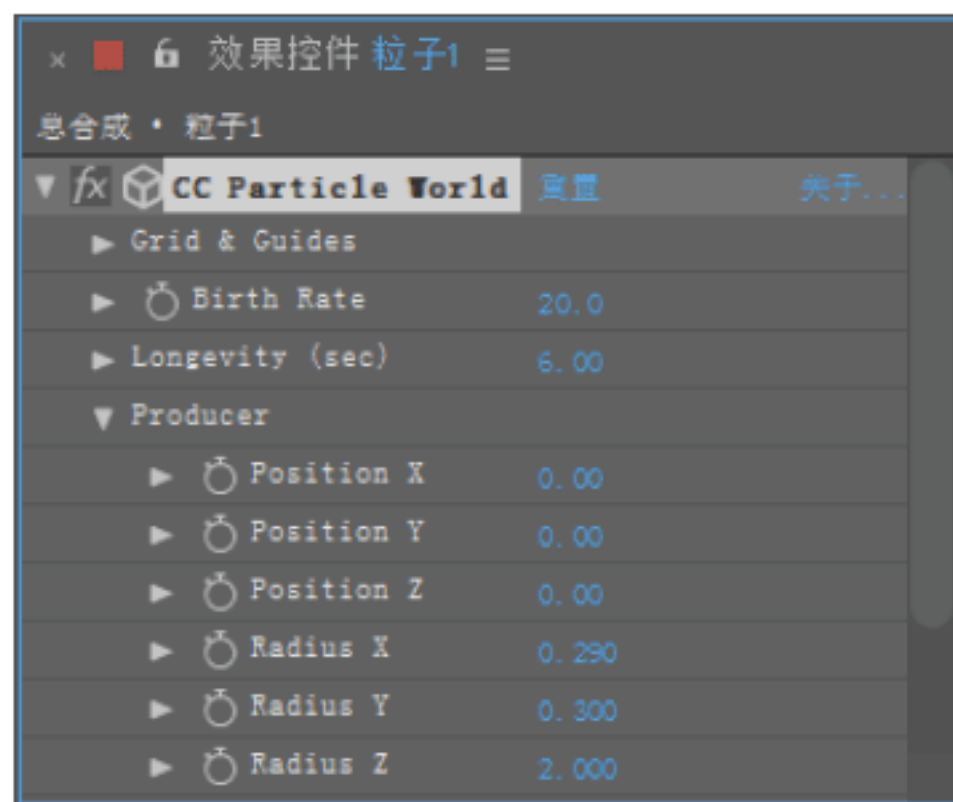 × 效果控件 粒子1 ≡
总合成 • 粒子1
fx CC Particle World 重置 关于...
Grid & Guides
Birth Rate 20.0
Longevity (sec) 6.00
Producer
Position X 0.00
Position Y 0.00
Position Z 0.00
Radius X 0.290
Radius Y 0.300
Radius Z 2.000